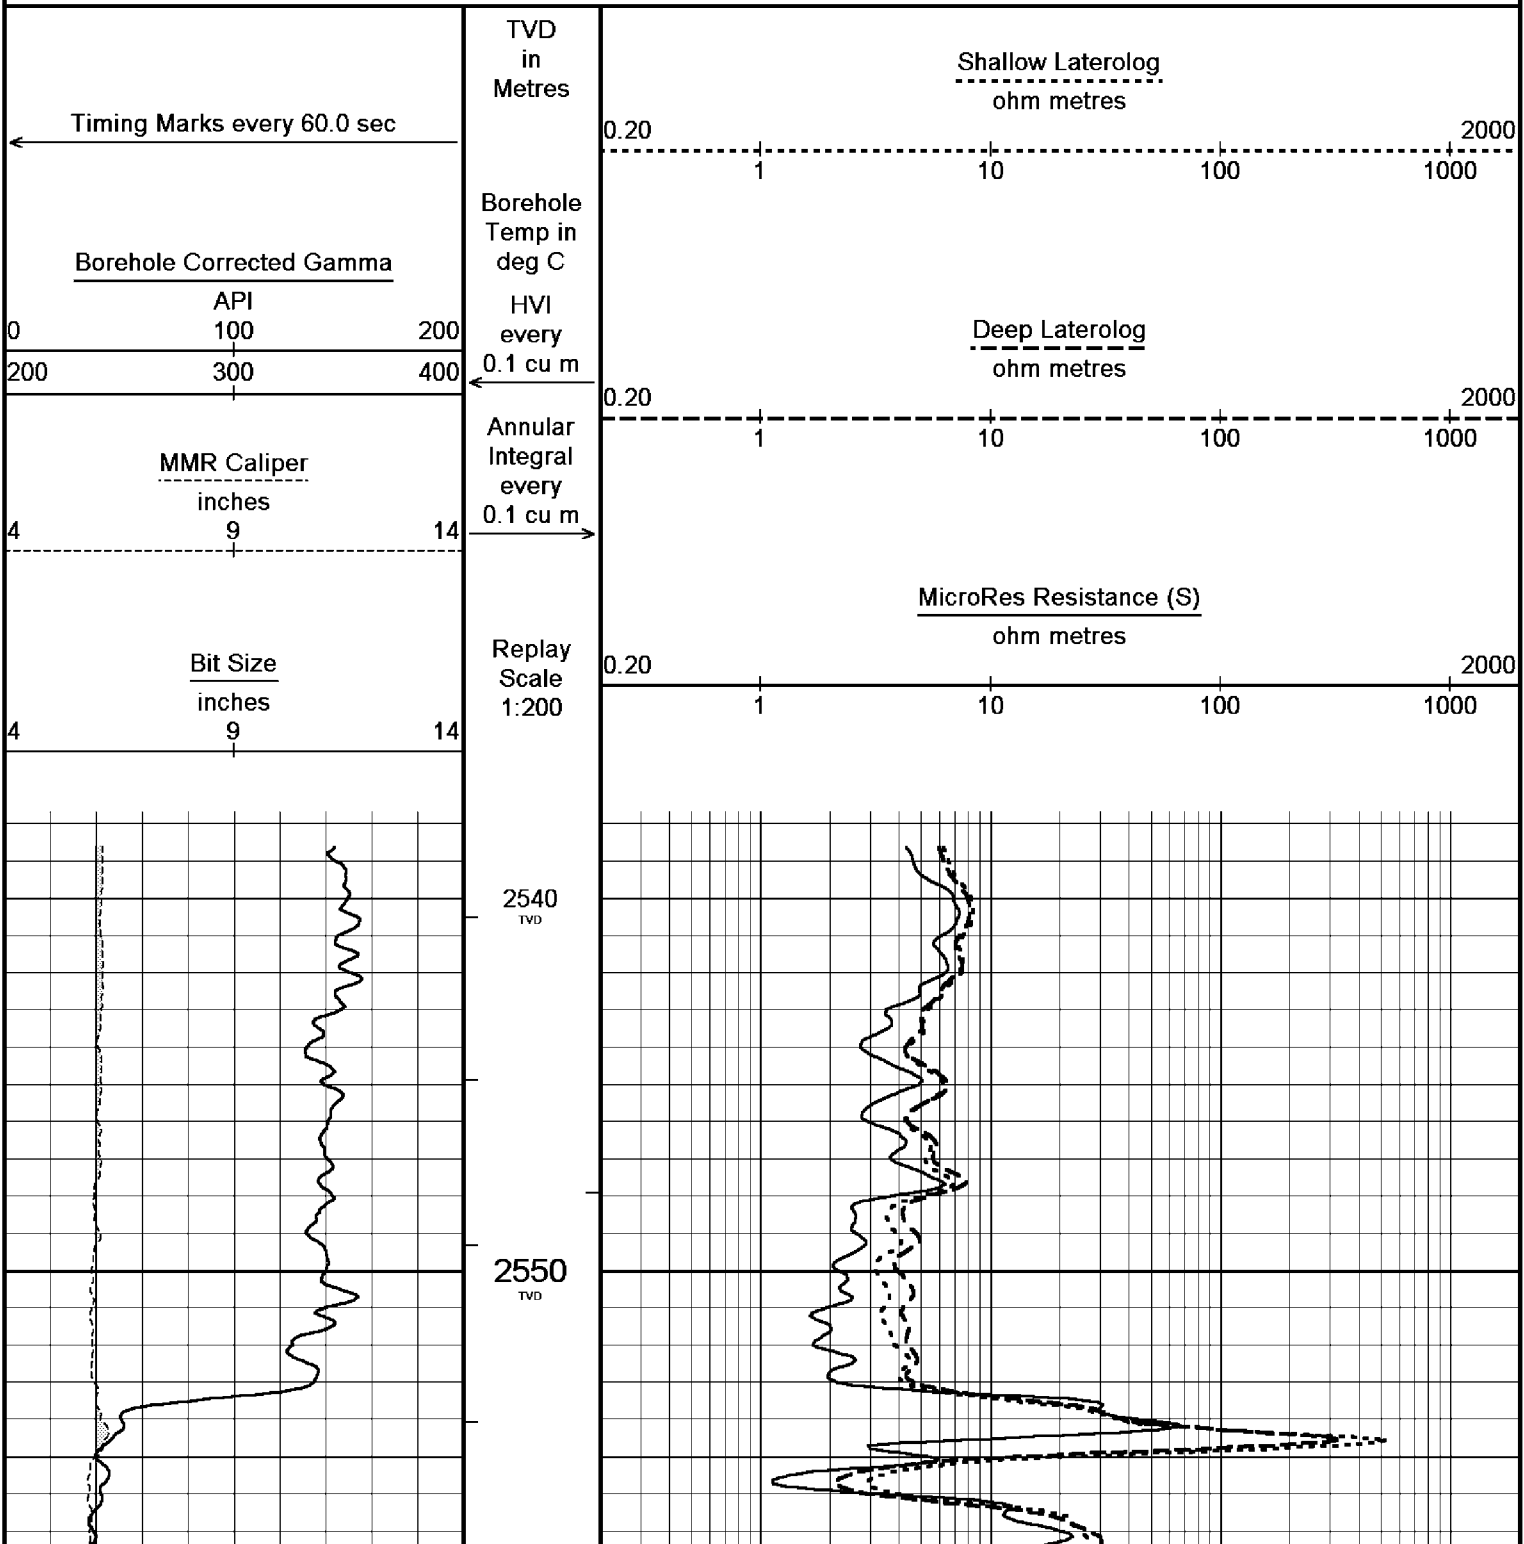 Timing Marks every 60.0 sec
Borehole Corrected Gamma
API
0 100 200
200 300 400
MMR Caliper
inches
4 9 14
Bit Size
inches
4 9 14
TVD
in
Metres
Borehole
Temp in
deg C
HVI
every
0.1 cu m
Annular
Integral
every
0.1 cu m
Replay
Scale
1:200
Shallow Laterolog
ohm metres
0.20 2000
1 10 100 1000
Deep Laterolog
ohm metres
0.20 2000
1 10 100 1000
MicroRes Resistance (S)
ohm metres
0.20 2000
1 10 100 1000
2540
TVD
2550
TVD